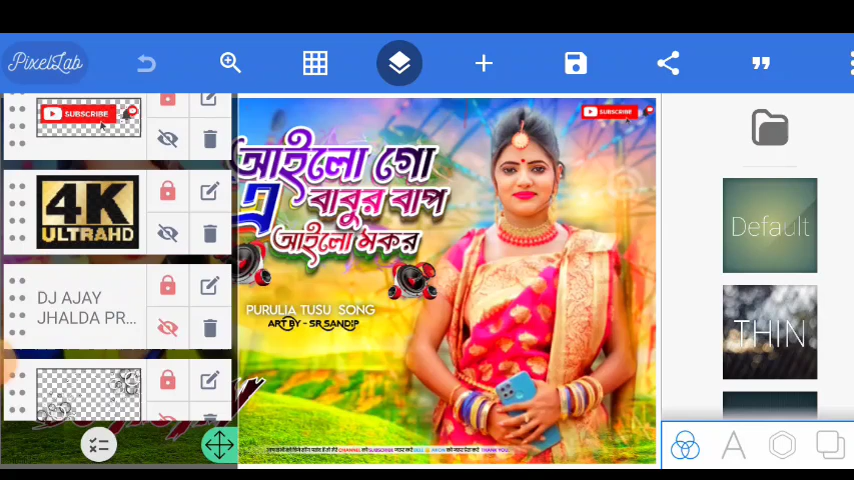 PixelLab
SUBSCRIBE
4K
ULTRAHD
DJ AJAY
JHALDA PR...
SUBSCRIBE
আইলো গো
এ বাবুর বাপ
আইলো মকর
PURULIA TUSU SONG
ART BY - SR SANDIP
Default
THIN